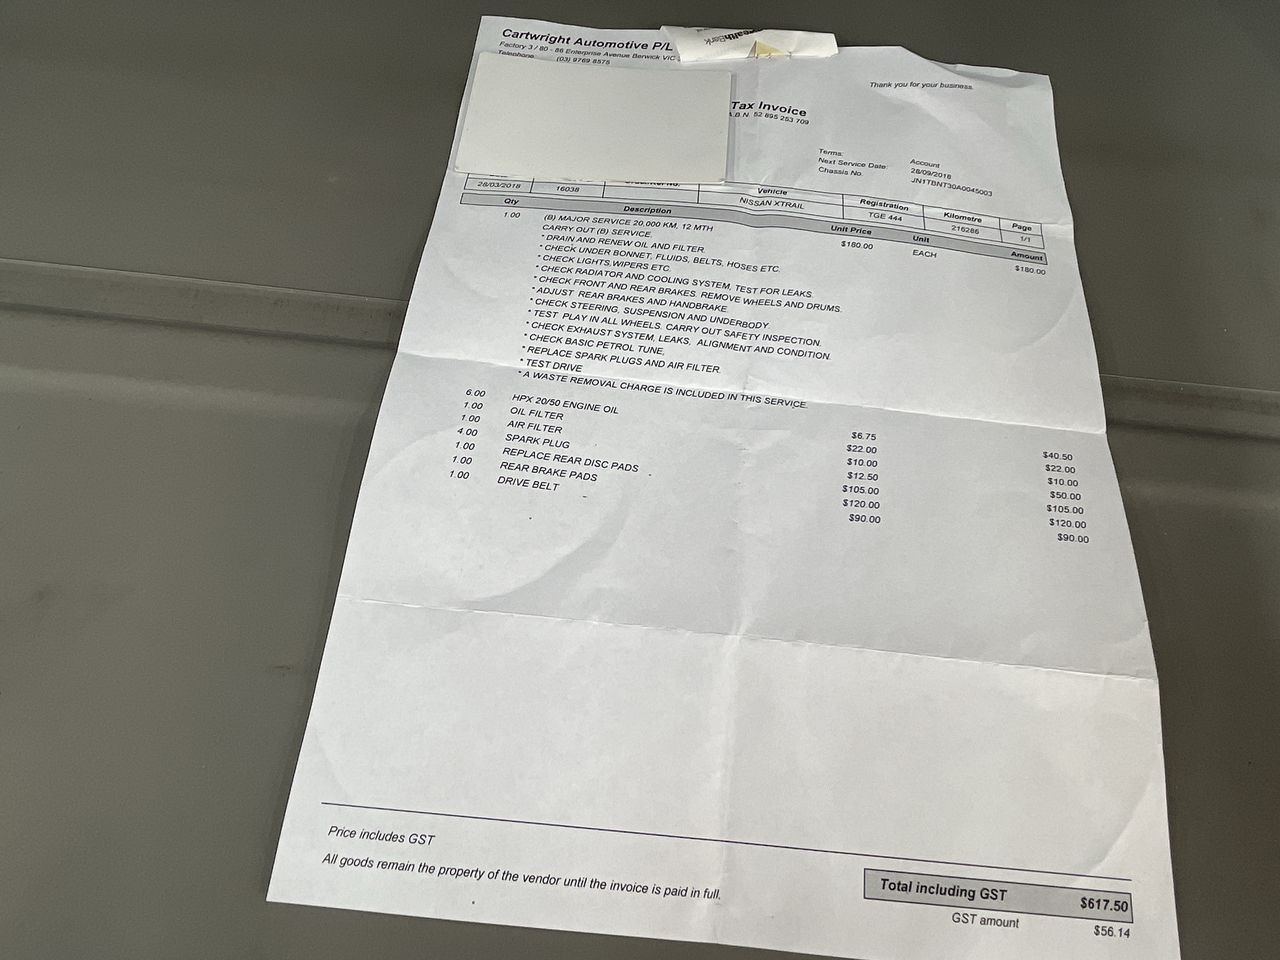 Cartwright Automotive P/L
Factory 3 / 80 - 86 Enterprise Avenue Berwick VIC
Telephone (03) 9769 8575
Thank you for your business.
Tax Invoice
A.B.N. 52 895 253 709
Terms: Account
Next Service Date: 28/09/2018
Chassis No. JN1TBNT30A0045003
Vehicle Registration Kilometre Page
28/03/2018 16038 NISSAN XTRAIL TGE 444 216286 1/1
Qty Description Unit Price Unit Amount
1.00 (B) MAJOR SERVICE 20,000 KM, 12 MTH $180.00 EACH $180.00
CARRY OUT (B) SERVICE.
* DRAIN AND RENEW OIL AND FILTER
* CHECK UNDER BONNET, FLUIDS, BELTS, HOSES ETC.
* CHECK LIGHTS,WIPERS ETC.
* CHECK RADIATOR AND COOLING SYSTEM, TEST FOR LEAKS.
* CHECK FRONT AND REAR BRAKES. REMOVE WHEELS AND DRUMS.
* ADJUST REAR BRAKES AND HANDBRAKE.
* CHECK STEERING, SUSPENSION AND UNDERBODY.
* TEST PLAY IN ALL WHEELS. CARRY OUT SAFETY INSPECTION.
* CHECK EXHAUST SYSTEM, LEAKS, ALIGNMENT AND CONDITION.
* CHECK BASIC PETROL TUNE,
* REPLACE SPARK PLUGS AND AIR FILTER.
* TEST DRIVE
* A WASTE REMOVAL CHARGE IS INCLUDED IN THIS SERVICE.
6.00 HPX 20/50 ENGINE OIL $6.75 $40.50
1.00 OIL FILTER $22.00 $22.00
1.00 AIR FILTER $10.00 $10.00
4.00 SPARK PLUG $12.50 $50.00
1.00 REPLACE REAR DISC PADS $105.00 $105.00
1.00 REAR BRAKE PADS $120.00 $120.00
1.00 DRIVE BELT $90.00 $90.00
Price includes GST
All goods remain the property of the vendor until the invoice is paid in full.
Total including GST $617.50
GST amount $56.14